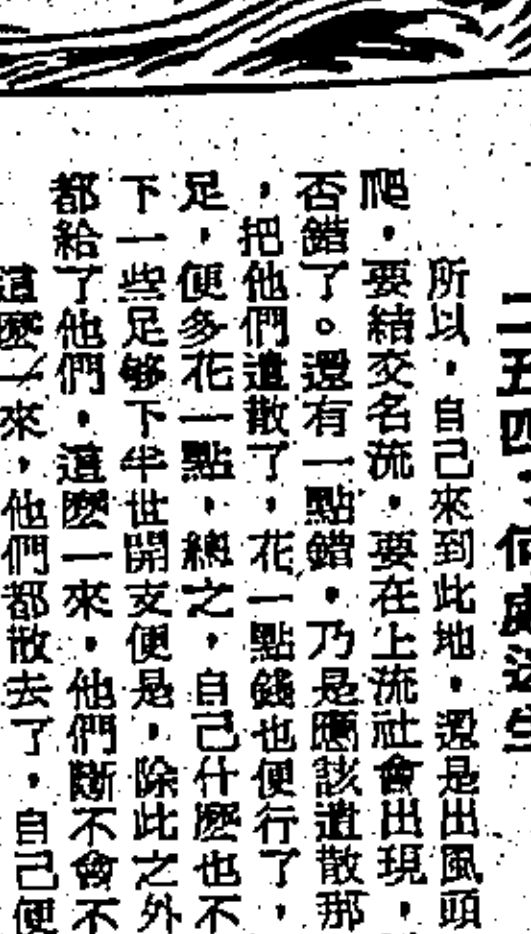 二五四、何處
所以，自己來到此地，還是出風頭
爬，要結交名流，要在上流社會出現，
否錯了。還有一點錯，乃是應該遣散那
，把他們遣散了，花一點錢也便行了，
足，便多花一點，總之，自己什麼也不
下一些足够下半世開支便是，除此之外
都給了他們，這麼一來，他們斷不會不
這麼一來，他們都散去了，自己便